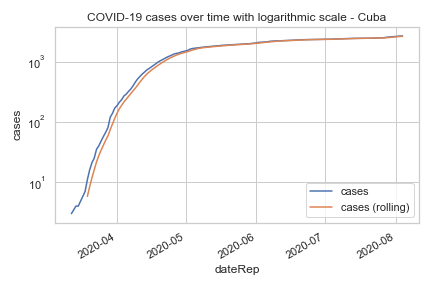 COVID-19 cases over time with logarithmic scale - Cuba
cases
10³
10²
10¹
cases
cases (rolling)
2020-04
2020-05
2020-06
2020-07
2020-08
dateRep